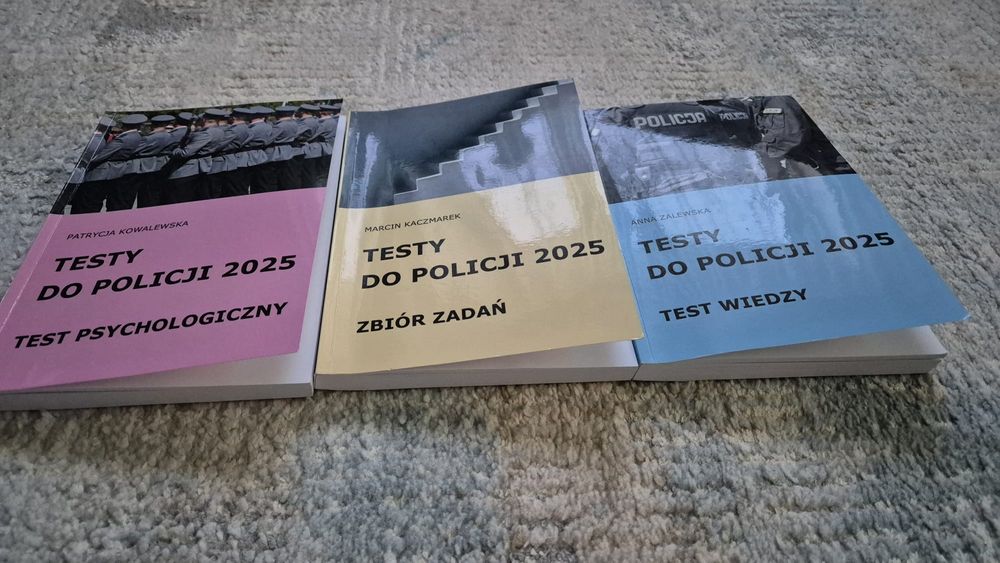 PATRYCJA KOWALEWSKA
TESTY
DO POLICJI 2025
TEST PSYCHOLOGICZNY
MARCIN KACZMAREK
TESTY
DO POLICJI 2025
ZBIÓR ZADAŃ
POLICJA
POLICJA
ANNA ZALEWSKA
TESTY
DO POLICJI 2025
TEST WIEDZY